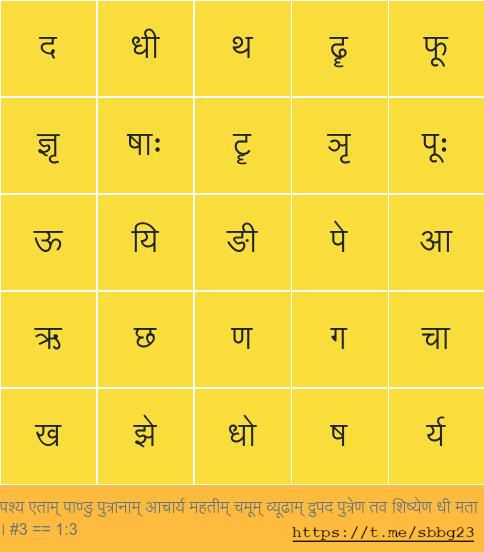 द धी थ ढॄ फू
ज्ञृ षाः टॄ ञृ पूः
ऊ यि ङी पे आ
ऋ छ ण ग चा
ख झे धो ष र्य
पश्य एताम् पाण्डु पुत्रानाम् आचार्य महतीम् चमूम् व्यूढाम् द्रुपद पुत्रेण तव शिष्येण धी मता
। #3 == 1:3
https://t.me/sbbg23